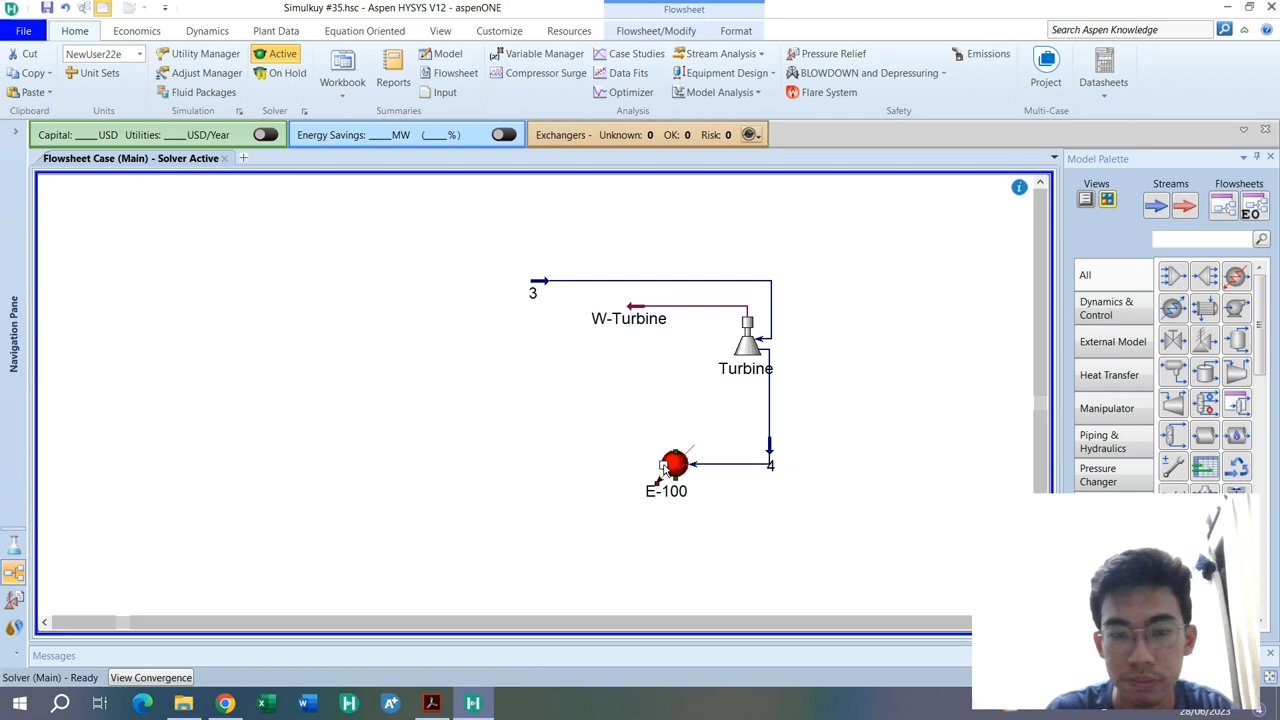 Simulkuy #35.hsc - Aspen HYSYS V12 - aspenONE
Flowsheet
File
Home
Economics
Dynamics
Plant Data
Equation Oriented
View
Customize
Resources
Flowsheet/Modify
Format
Search Aspen Knowledge
Cut
Copy
Paste
Clipboard
NewUser22e
Unit Sets
Units
Utility Manager
Adjust Manager
Fluid Packages
Simulation
Active
On Hold
Solver
Workbook
Reports
Model
Flowsheet
Input
Summaries
Variable Manager
Compressor Surge
Case Studies
Data Fits
Optimizer
Stream Analysis
Equipment Design
Model Analysis
Analysis
Pressure Relief
BLOWDOWN and Depressuring
Flare System
Emissions
Safety
Project
Multi-Case
Datasheets
Capital: ____ USD Utilities: ____ USD/Year
Energy Savings: ____ MW (____%)
Exchangers - Unknown: 0 OK: 0 Risk: 0
Flowsheet Case (Main) - Solver Active
Model Palette
Views
Streams
Flowsheets
EO
All
Dynamics & Control
External Model
Heat Transfer
Manipulator
Piping & Hydraulics
Pressure Changer
Navigation Pane
3
W-Turbine
Turbine
4
E-100
Messages
Solver (Main) - Ready
View Convergence
28/06/2023